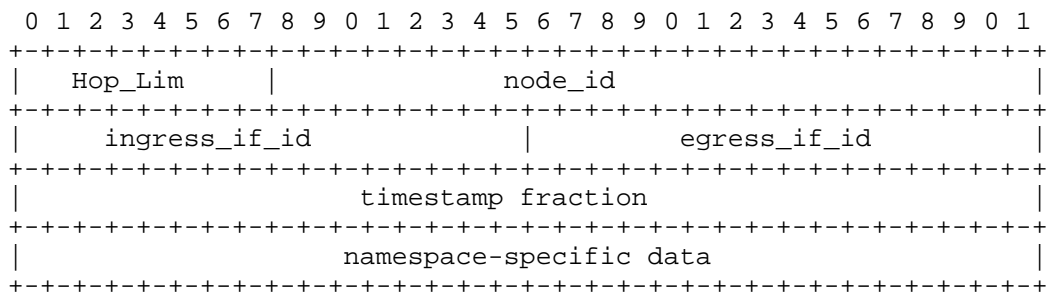 0 1 2 3 4 5 6 7 8 9 0 1 2 3 4 5 6 7 8 9 0 1 2 3 4 5 6 7 8 9 0 1
+-+-+-+-+-+-+-+-+-+-+-+-+-+-+-+-+-+-+-+-+-+-+-+-+-+-+-+-+-+-+-+-+
|   Hop_Lim     |              node_id                          |
+-+-+-+-+-+-+-+-+-+-+-+-+-+-+-+-+-+-+-+-+-+-+-+-+-+-+-+-+-+-+-+-+
|     ingress_if_id             |         egress_if_id          |
+-+-+-+-+-+-+-+-+-+-+-+-+-+-+-+-+-+-+-+-+-+-+-+-+-+-+-+-+-+-+-+-+
|                     timestamp fraction                        |
+-+-+-+-+-+-+-+-+-+-+-+-+-+-+-+-+-+-+-+-+-+-+-+-+-+-+-+-+-+-+-+-+
|                    namespace-specific data                    |
+-+-+-+-+-+-+-+-+-+-+-+-+-+-+-+-+-+-+-+-+-+-+-+-+-+-+-+-+-+-+-+-+